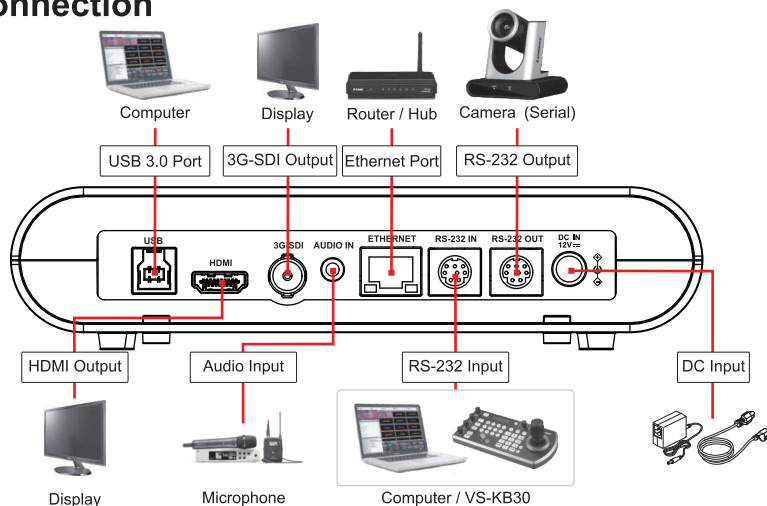 onnection
Computer
Display
Router / Hub
Camera (Serial)
USB 3.0 Port
3G-SDI Output
Ethernet Port
RS-232 Output
USB
HDMI
3G-SDI
AUDIO IN
ETHERNET
RS-232 IN
RS-232 OUT
DC IN
12V
HDMI Output
Audio Input
RS-232 Input
DC Input
Display
Microphone
Computer / VS-KB30